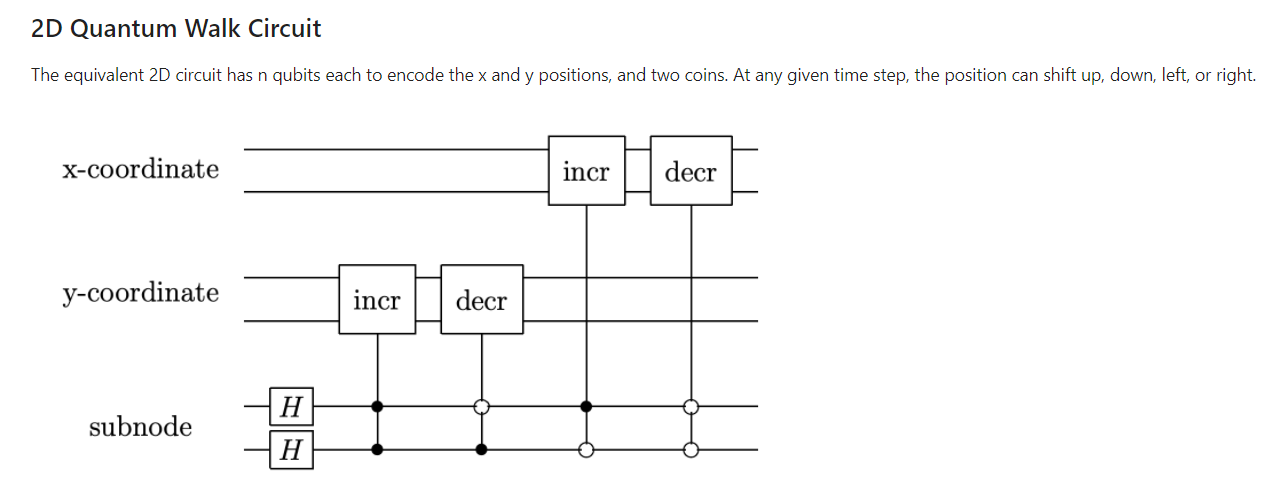 2D Quantum Walk Circuit
The equivalent 2D circuit has n qubits each to encode the x and y positions, and two coins. At any given time step, the position can shift up, down, left, or right.
x-coordinate
incr
decr
y-coordinate
incr
decr
subnode
H
H